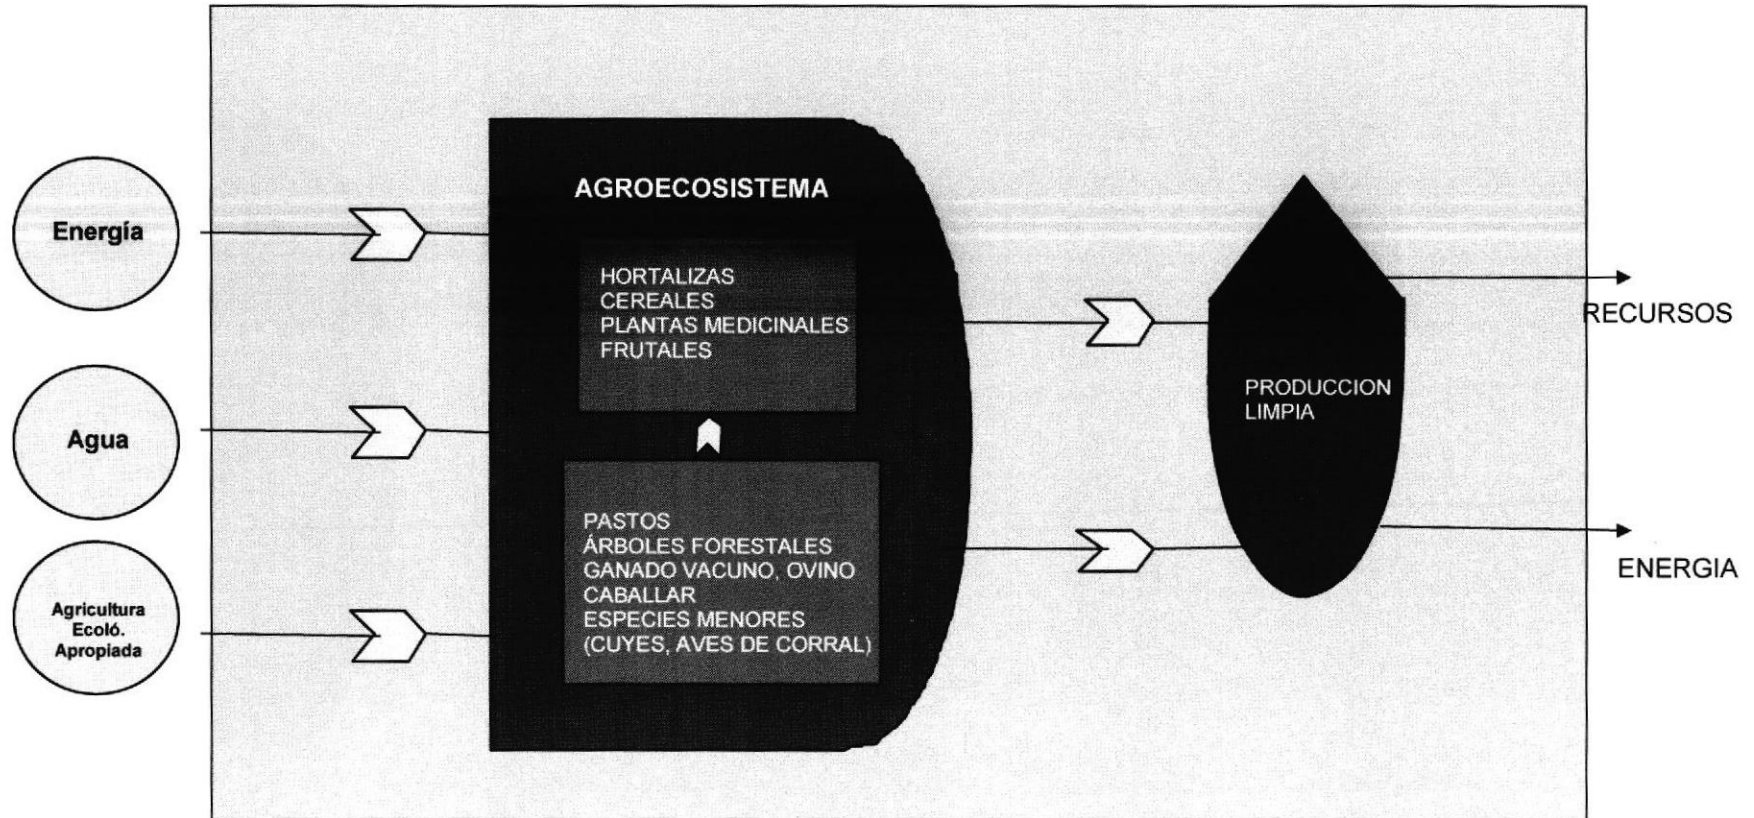 Energía
Agua
Agricultura
Ecoló.
Apropiada
AGROECOSISTEMA
HORTALIZAS
CEREALES
PLANTAS MEDICINALES
FRUTALES
PASTOS
ÁRBOLES FORESTALES
GANADO VACUNO, OVINO
CABALLAR
ESPECIES MENORES
(CUYES, AVES DE CORRAL)
PRODUCCION
LIMPIA
RECURSOS
ENERGIA